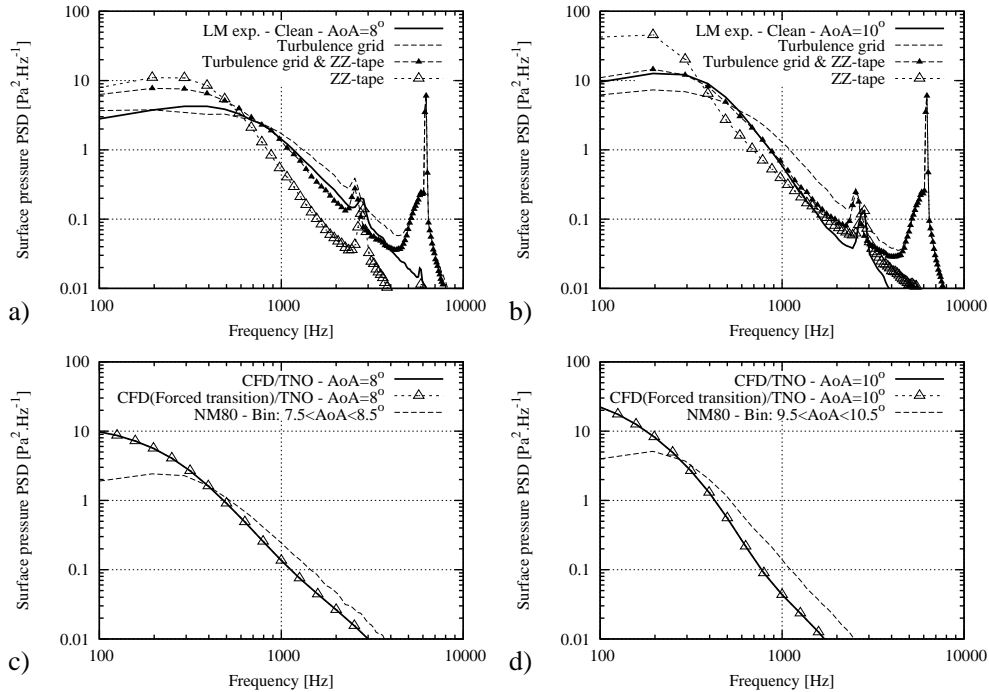 LM exp. - Clean - AoA=8°
Turbulence grid
Turbulence grid & ZZ-tape
ZZ-tape
100
10
1
0.1
0.01
Surface pressure PSD [Pa².Hz⁻¹]
100
1000
10000
Frequency [Hz]
a)
LM exp. - Clean - AoA=10°
Turbulence grid
Turbulence grid & ZZ-tape
ZZ-tape
100
10
1
0.1
0.01
Surface pressure PSD [Pa².Hz⁻¹]
100
1000
10000
Frequency [Hz]
b)
CFD/TNO - AoA=8°
CFD(Forced transition)/TNO - AoA=8°
NM80 - Bin: 7.5<AoA<8.5°
100
10
1
0.1
0.01
Surface pressure PSD [Pa².Hz⁻¹]
100
1000
10000
Frequency [Hz]
c)
CFD/TNO - AoA=10°
CFD(Forced transition)/TNO - AoA=10°
NM80 - Bin: 9.5<AoA<10.5°
100
10
1
0.1
0.01
Surface pressure PSD [Pa².Hz⁻¹]
100
1000
10000
Frequency [Hz]
d)